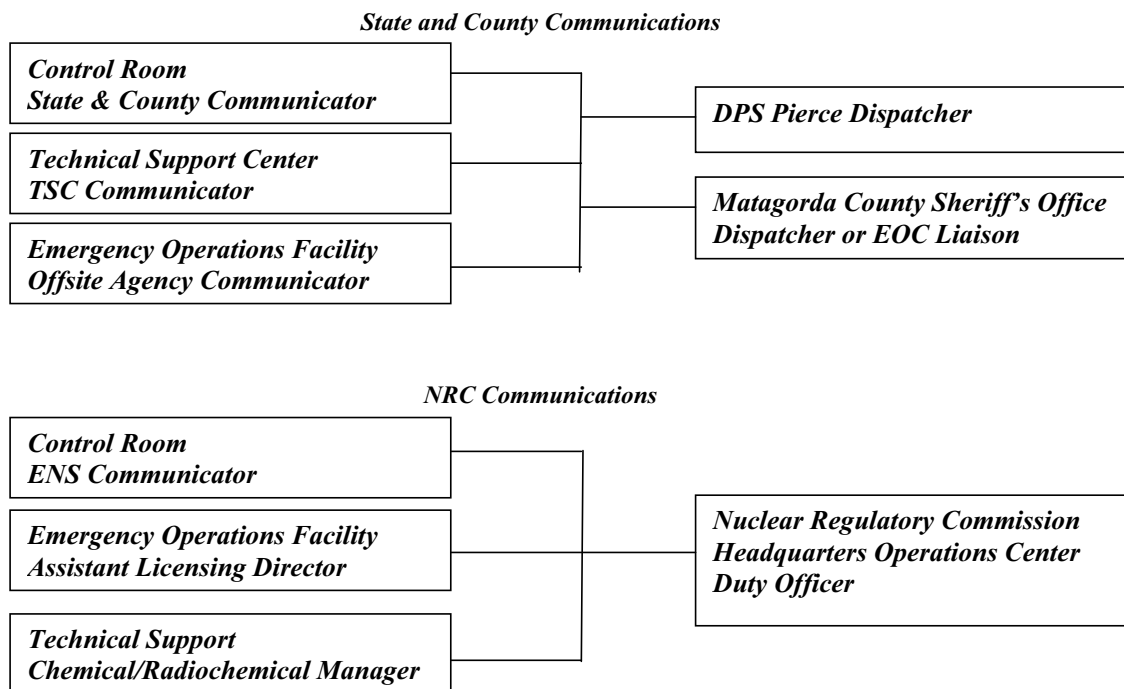 State and County Communications
Control Room
State & County Communicator
DPS Pierce Dispatcher
Technical Support Center
TSC Communicator
Matagorda County Sheriff’s Office
Dispatcher or EOC Liaison
Emergency Operations Facility
Offsite Agency Communicator
NRC Communications
Control Room
ENS Communicator
Emergency Operations Facility
Assistant Licensing Director
Nuclear Regulatory Commission
Headquarters Operations Center
Duty Officer
Technical Support
Chemical/Radiochemical Manager